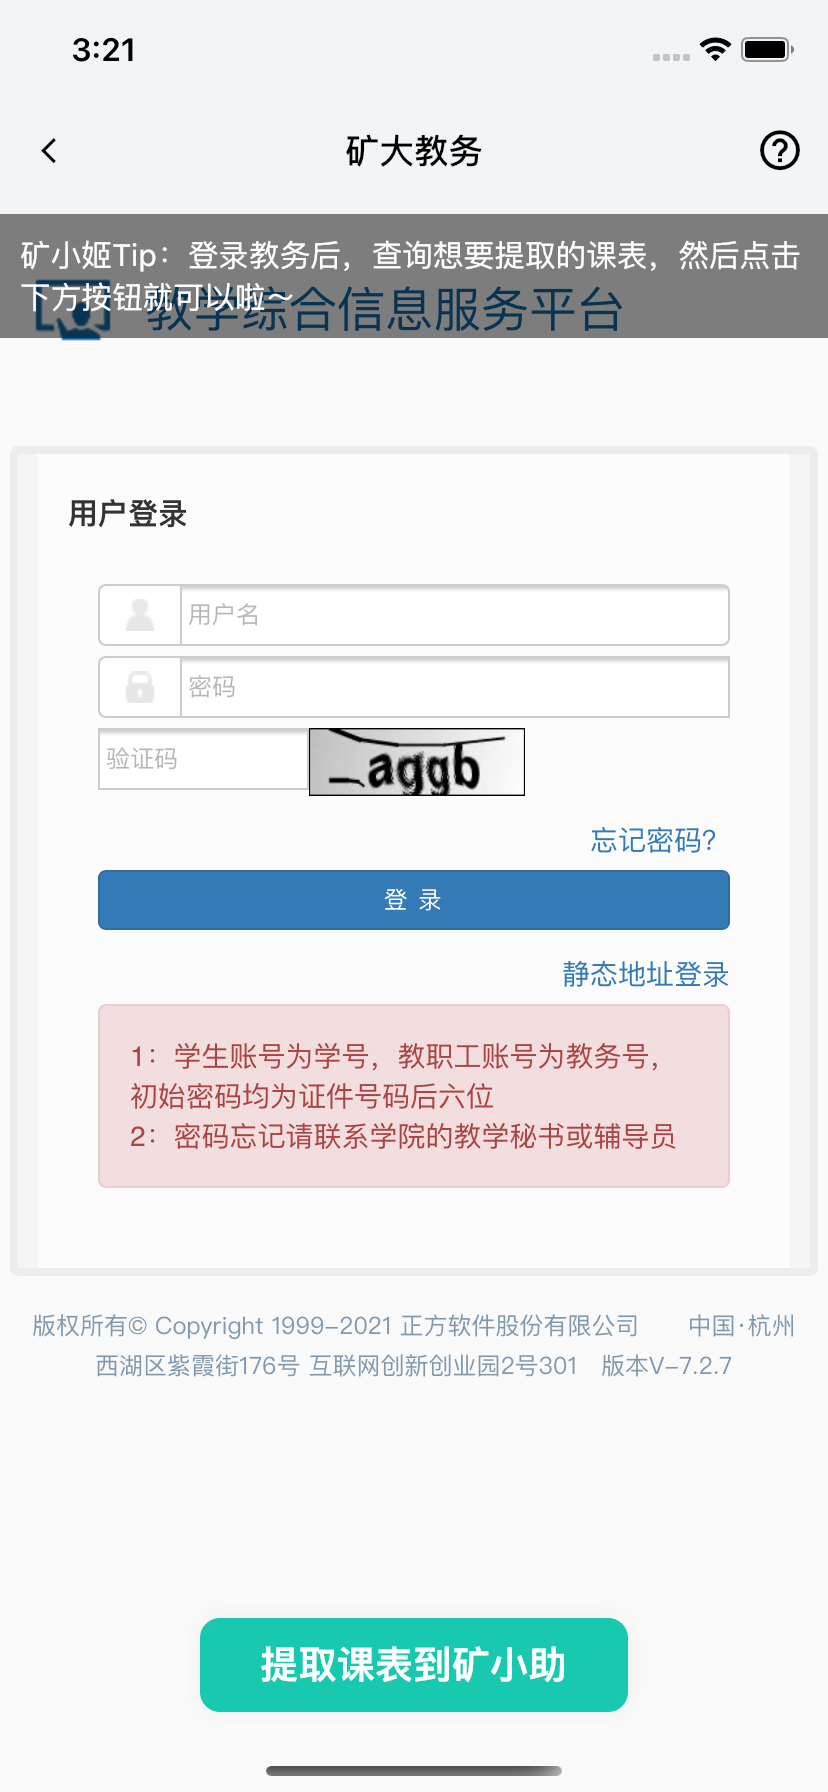 3:21
矿大教务
矿小姬Tip：登录教务后，查询想要提取的课表，然后点击
下方按钮就可以啦～
教学综合信息服务平台
用户登录
用户名
密码
验证码
aggb
忘记密码?
登 录
静态地址登录
1：学生账号为学号，教职工账号为教务号，
初始密码均为证件号码后六位
2：密码忘记请联系学院的教学秘书或辅导员
版权所有© Copyright 1999-2021 正方软件股份有限公司 中国·杭州
西湖区紫霞街176号 互联网创新创业园2号301 版本V-7.2.7
提取课表到矿小助